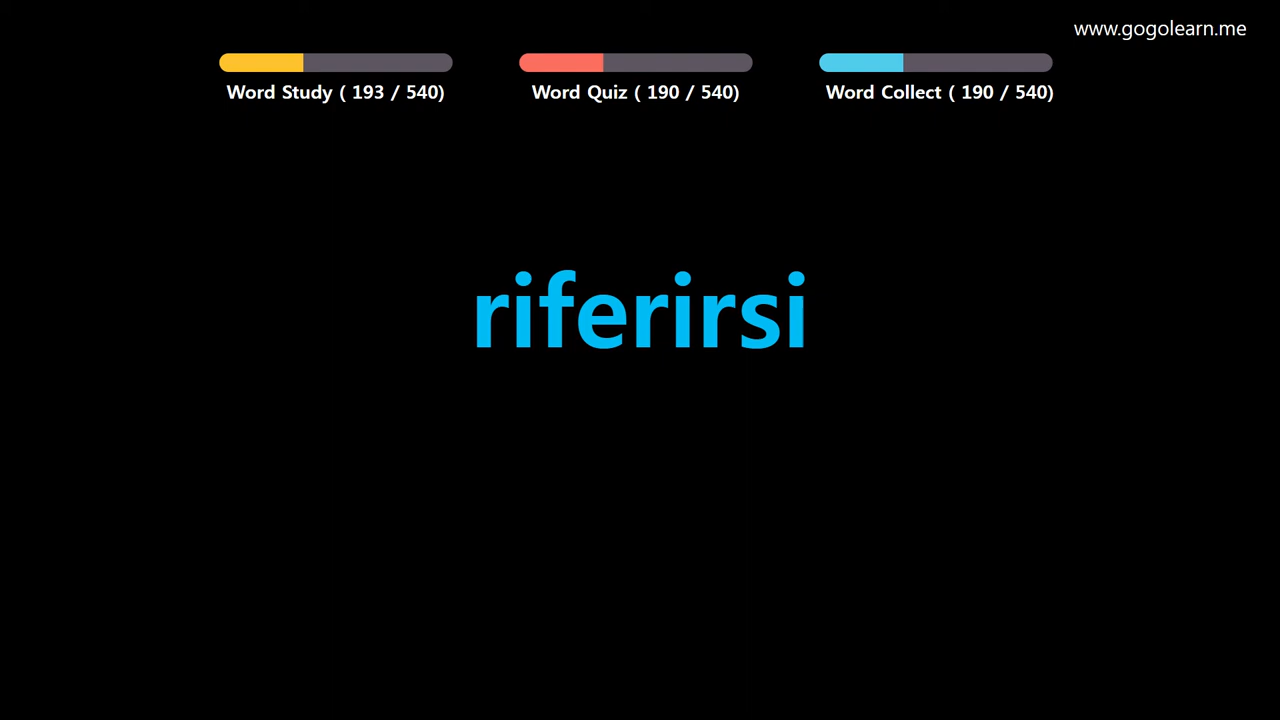 www.gogolearn.me
Word Study ( 193 / 540)
Word Quiz ( 190 / 540)
Word Collect ( 190 / 540)
riferirsi